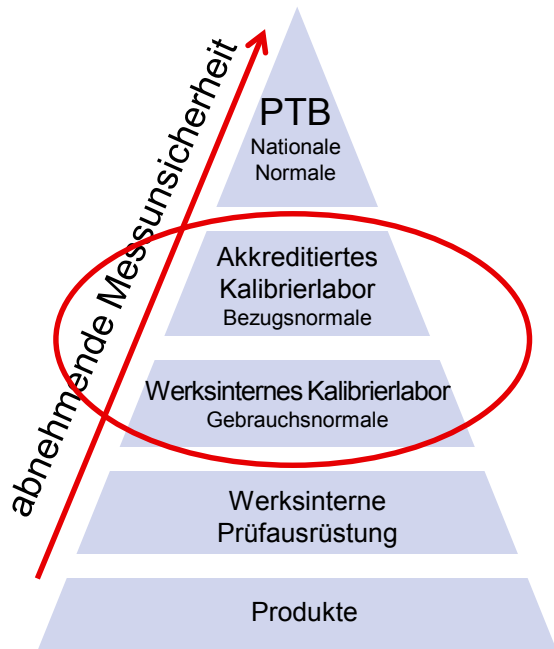 abnehmende Messunsicherheit
PTB
Nationale
Normale
Akkreditiertes
Kalibrierlabor
Bezugsnormale
Werksinternes Kalibrierlabor
Gebrauchsnormale
Werksinterne
Prüfausrüstung
Produkte